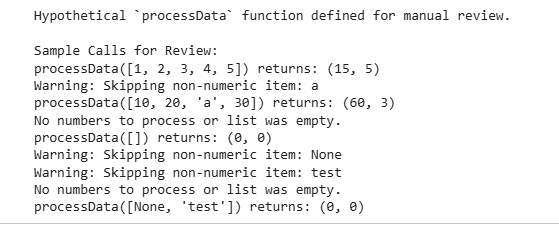 Hypothetical `processData` function defined for manual review.
Sample Calls for Review:
processData([1, 2, 3, 4, 5]) returns: (15, 5)
Warning: Skipping non-numeric item: a
processData([10, 20, 'a', 30]) returns: (60, 3)
No numbers to process or list was empty.
processData([]) returns: (0, 0)
Warning: Skipping non-numeric item: None
Warning: Skipping non-numeric item: test
No numbers to process or list was empty.
processData([None, 'test']) returns: (0, 0)